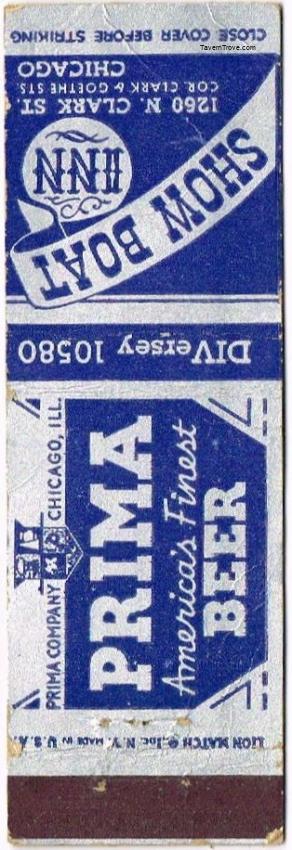 CLOSE COVER BEFORE STRIKING
TavernTrove.com
SHOW BOAT
INN
1260 N. CLARK ST.
COR. CLARK & GOETHE STS.
CHICAGO
DIVersey 10580
PRIMA
America's Finest
BEER
PRIMA COMPANY CHICAGO, ILL.
LION MATCH Co., INC. N.Y. MADE IN U.S.A.